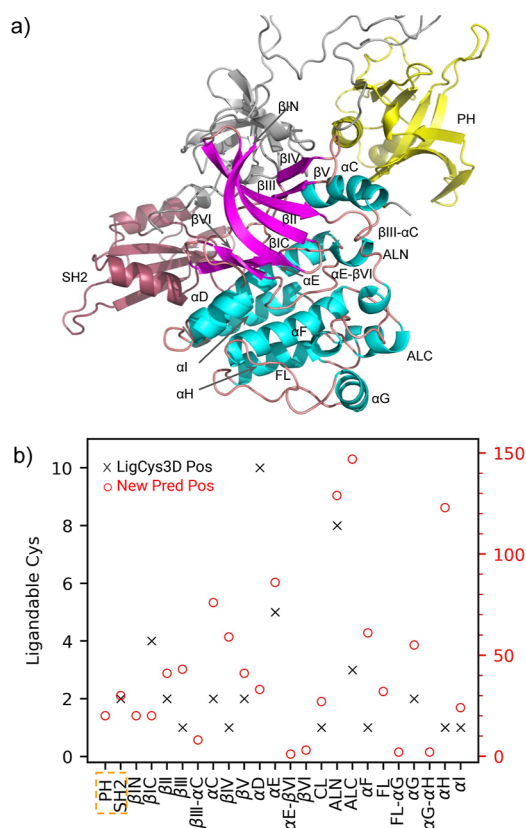 a)
βIN
PH
βIV
βV
αC
βIII
βII
βVI
βIC
βIII-αC
ALN
SH2
αE
αE-βVI
αD
αF
αI
FL
ALC
αH
αG
b)
× LigCys3D Pos
○ New Pred Pos
Ligandable Cys
10
8
6
4
2
0
150
100
50
0
PH
SH2
βIN
βIC
βII
βIII
βIII-αC
αC
βIV
βV
αD
αE
αE-βVI
βVI
CL
ALN
ALC
αF
FL
FL-αG
αG
αG-αH
αH
αI